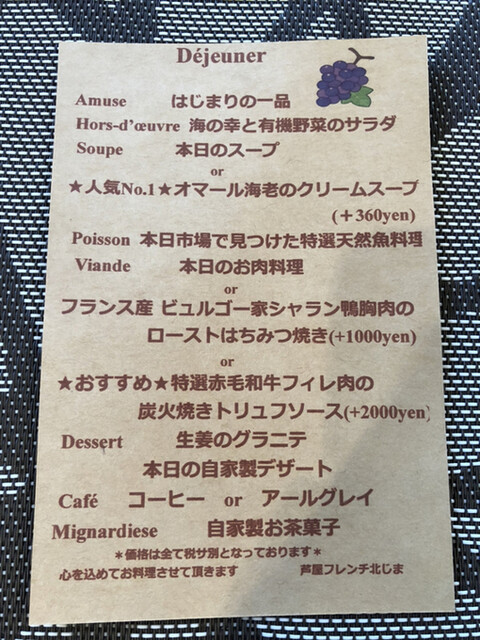 Déjeuner
Amuse はじまりの一品
Hors-d'œuvre 海の幸と有機野菜のサラダ
Soupe 本日のスープ
or
★人気No.1★オマール海老のクリームスープ
(＋360yen)
Poisson 本日市場で見つけた特選天然魚料理
Viande 本日のお肉料理
or
フランス産 ビュルゴー家シャラン鴨胸肉の
ローストはちみつ焼き(+1000yen)
or
★おすすめ★特選赤毛和牛フィレ肉の
炭火焼きトリュフソース(+2000yen)
Dessert 生姜のグラニテ
本日の自家製デザート
Café コーヒー or アールグレイ
Mignardiese 自家製お茶菓子
＊価格は全て税サ別となっております＊
心を込めてお料理させて頂きます 芦屋フレンチ北じま